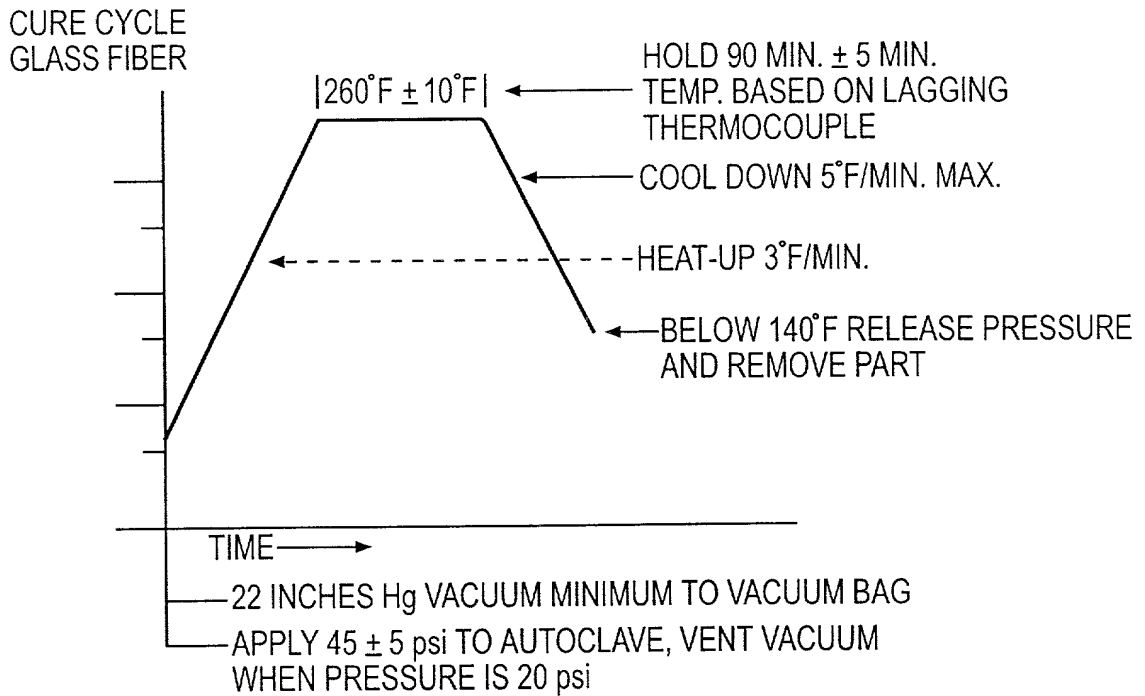 CURE CYCLE
GLASS FIBER
|260°F ± 10°F|
HOLD 90 MIN. ± 5 MIN.
TEMP. BASED ON LAGGING
THERMOCOUPLE
COOL DOWN 5°F/MIN. MAX.
HEAT-UP 3°F/MIN.
BELOW 140°F RELEASE PRESSURE
AND REMOVE PART
TIME
22 INCHES Hg VACUUM MINIMUM TO VACUUM BAG
APPLY 45 ± 5 psi TO AUTOCLAVE, VENT VACUUM
WHEN PRESSURE IS 20 psi